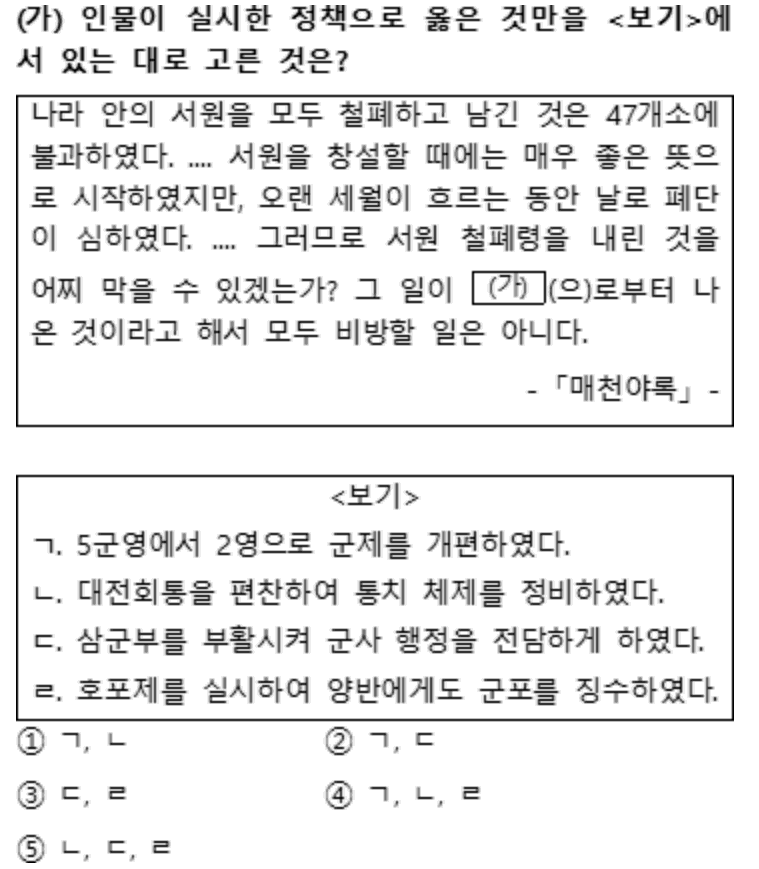 (가) 인물이 실시한 정책으로 옳은 것만을 <보기>에
서 있는 대로 고른 것은?
나라 안의 서원을 모두 철폐하고 남긴 것은 47개소에
불과하였다. .... 서원을 창설할 때에는 매우 좋은 뜻으
로 시작하였지만, 오랜 세월이 흐르는 동안 날로 폐단
이 심하였다. .... 그러므로 서원 철폐령을 내린 것을
어찌 막을 수 있겠는가? 그 일이 (가) (으)로부터 나
온 것이라고 해서 모두 비방할 일은 아니다.
- 「매천야록」 -
<보기>
ㄱ. 5군영에서 2영으로 군제를 개편하였다.
ㄴ. 대전회통을 편찬하여 통치 체제를 정비하였다.
ㄷ. 삼군부를 부활시켜 군사 행정을 전담하게 하였다.
ㄹ. 호포제를 실시하여 양반에게도 군포를 징수하였다.
① ㄱ, ㄴ ② ㄱ, ㄷ
③ ㄷ, ㄹ ④ ㄱ, ㄴ, ㄹ
⑤ ㄴ, ㄷ, ㄹ